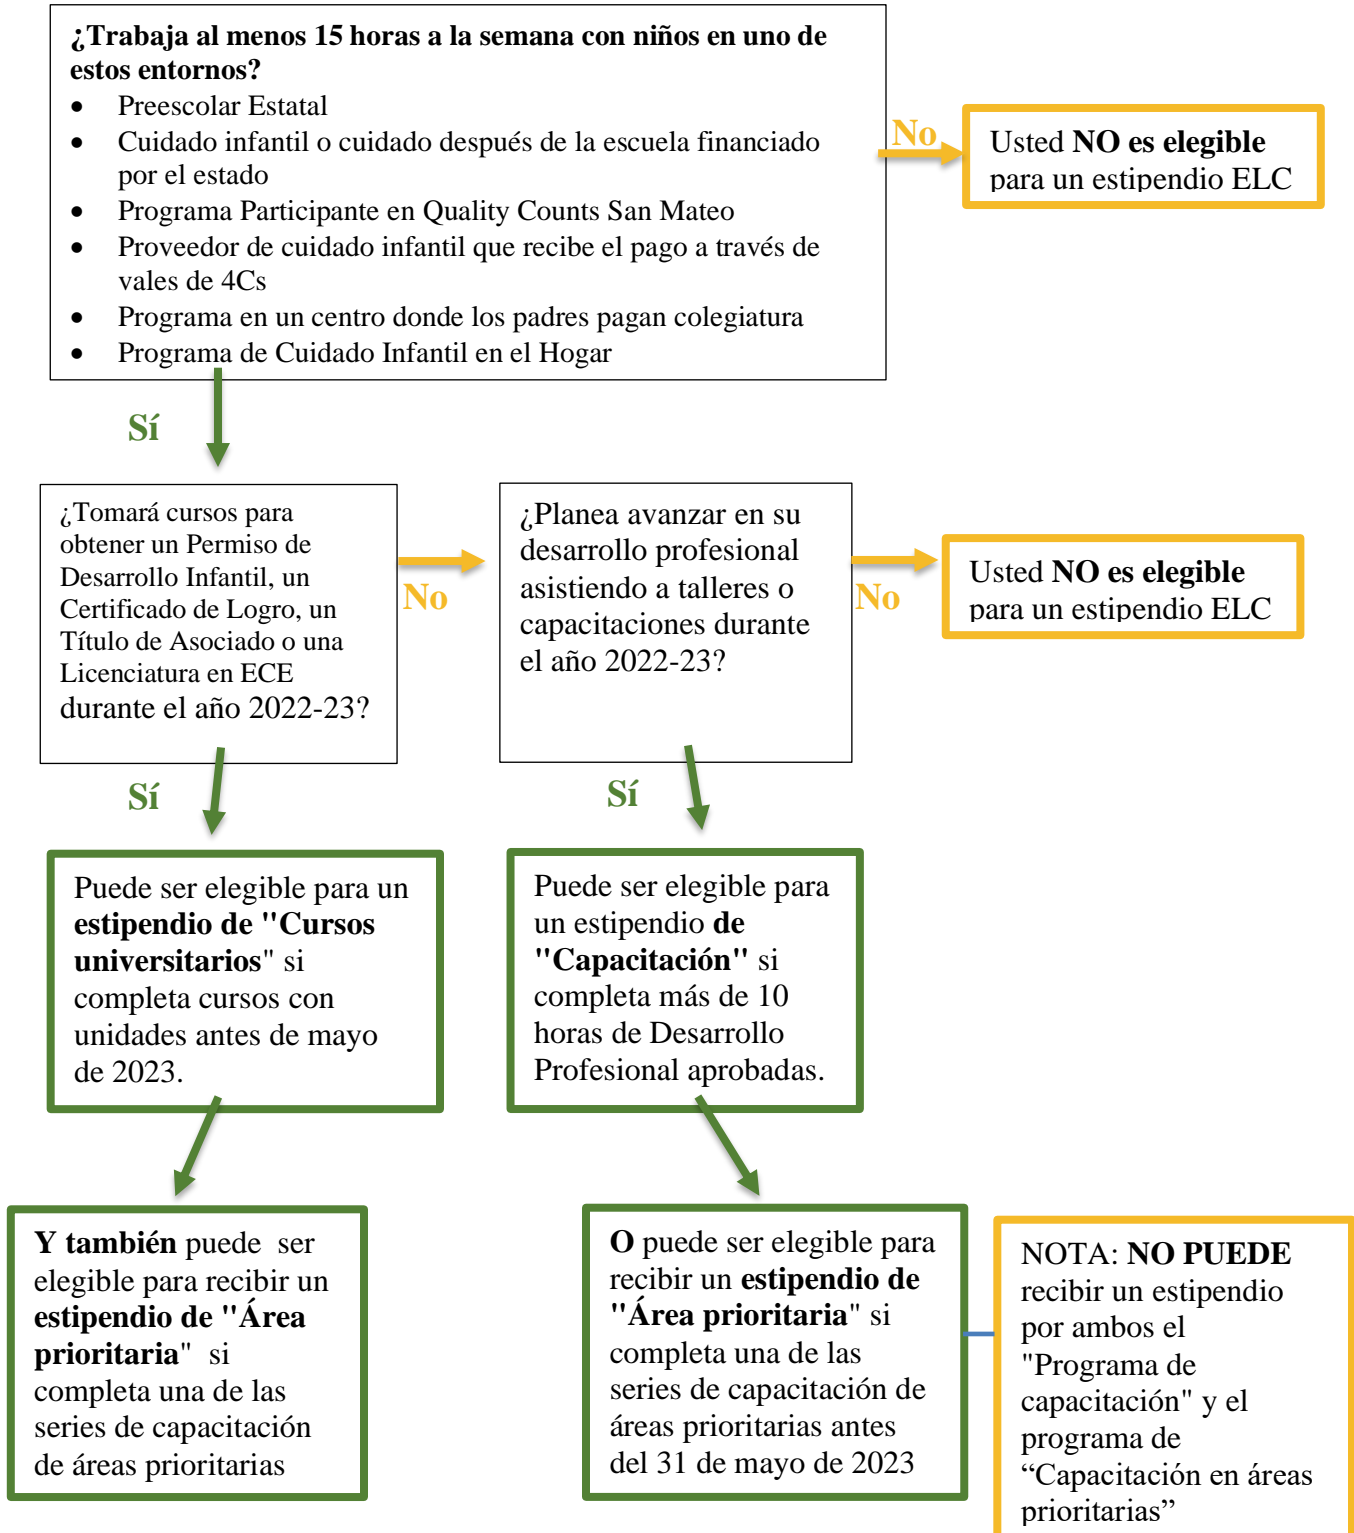 ¿Trabaja al menos 15 horas a la semana con niños en uno de
estos entornos?
• Preescolar Estatal
• Cuidado infantil o cuidado después de la escuela financiado
por el estado
• Programa Participante en Quality Counts San Mateo
• Proveedor de cuidado infantil que recibe el pago a través de
vales de 4Cs
• Programa en un centro donde los padres pagan colegiatura
• Programa de Cuidado Infantil en el Hogar
No
Usted NO es elegible
para un estipendio ELC
Sí
¿Tomará cursos para
obtener un Permiso de
Desarrollo Infantil, un
Certificado de Logro, un
Título de Asociado o una
Licenciatura en ECE
durante el año 2022-23?
No
¿Planea avanzar en su
desarrollo profesional
asistiendo a talleres o
capacitaciones durante
el año 2022-23?
No
Usted NO es elegible
para un estipendio ELC
Sí
Sí
Puede ser elegible para un
estipendio de "Cursos
universitarios" si
completa cursos con
unidades antes de mayo
de 2023.
Puede ser elegible para
un estipendio de
"Capacitación" si
completa más de 10
horas de Desarrollo
Profesional aprobadas.
Y también puede ser
elegible para recibir un
estipendio de "Área
prioritaria" si
completa una de las
series de capacitación
de áreas prioritarias
O puede ser elegible para
recibir un estipendio de
"Área prioritaria" si
completa una de las
series de capacitación de
áreas prioritarias antes
del 31 de mayo de 2023
NOTA: NO PUEDE
recibir un estipendio
por ambos el
"Programa de
capacitación" y el
programa de
“Capacitación en áreas
prioritarias”